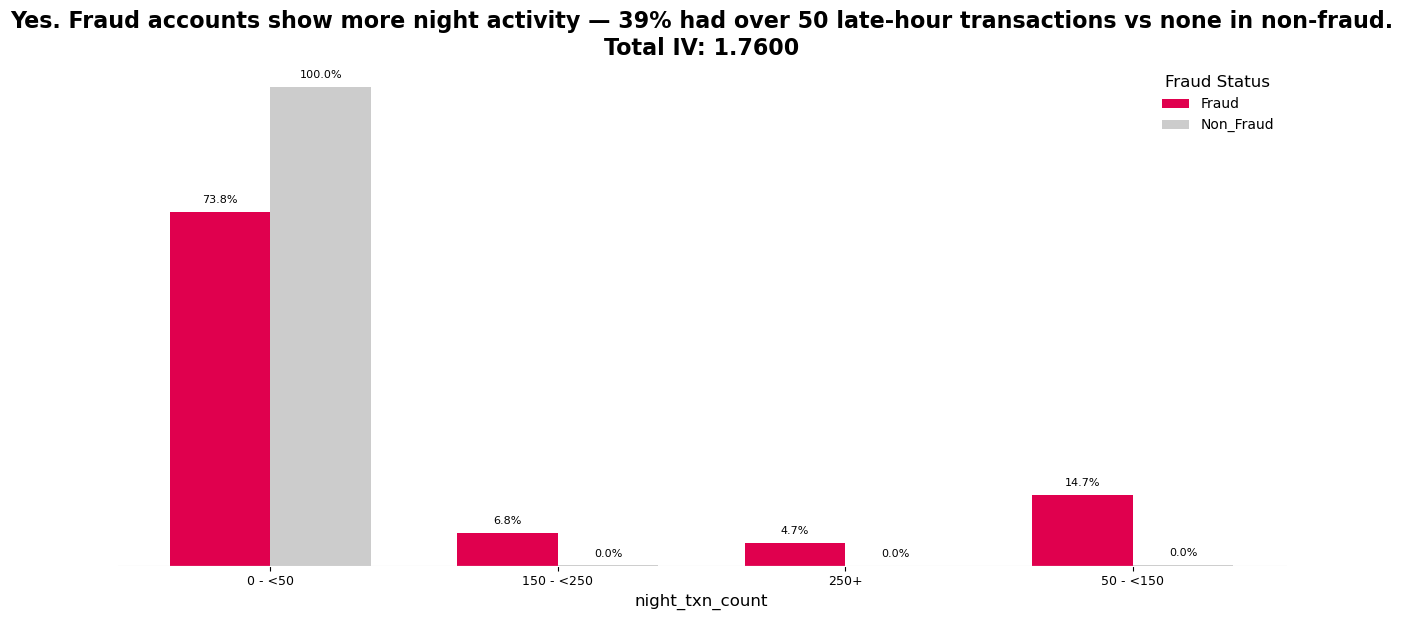 Yes. Fraud accounts show more night activity — 39% had over 50 late-hour transactions vs none in non-fraud.
Total IV: 1.7600
Fraud Status
Fraud
Non_Fraud
100.0%
73.8%
6.8%
0.0%
4.7%
0.0%
14.7%
0.0%
0 - <50
150 - <250
250+
50 - <150
night_txn_count